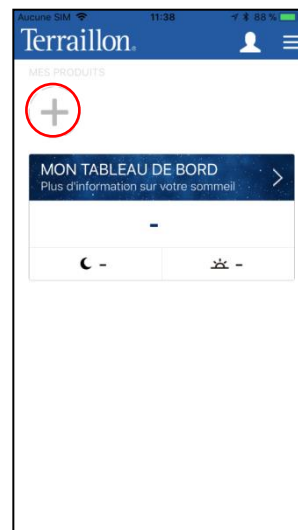 Aucune SIM 11:38 88 %
Terraillon®
MES PRODUITS
MON TABLEAU DE BORD
Plus d'information sur votre sommeil
-
- -